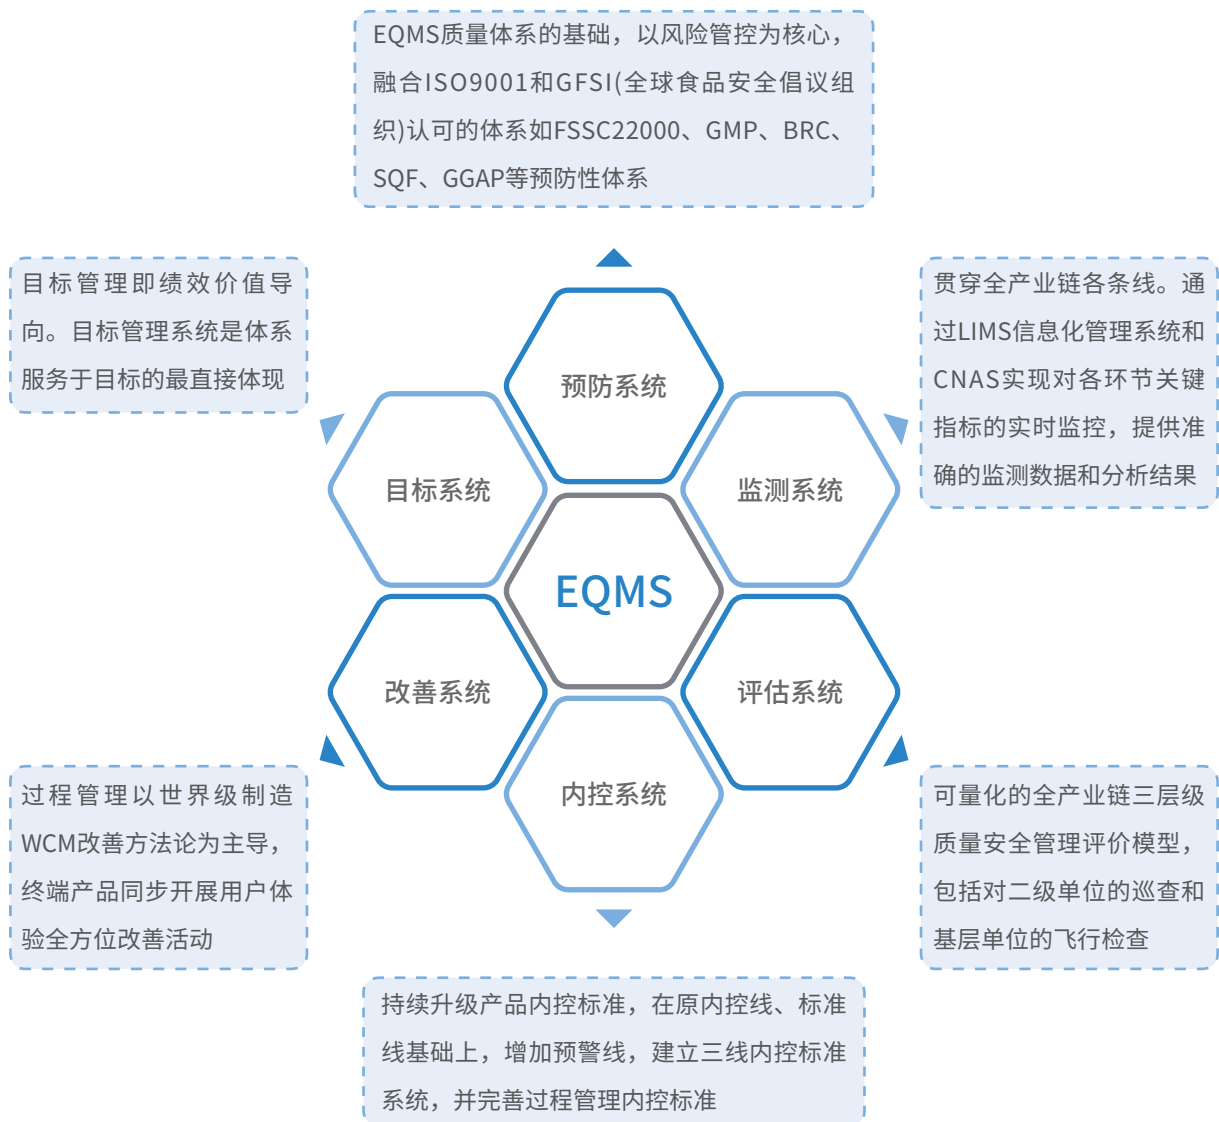 EQMS质量体系的基础，以风险管控为核心，
融合ISO9001和GFSI(全球食品安全倡议组
织)认可的体系如FSSC22000、GMP、BRC、
SQF、GGAP等预防性体系
目标管理即绩效价值导
向。目标管理系统是体系
服务于目标的最直接体现
贯穿全产业链各条线。通
过LIMS信息化管理系统和
CNAS实现对各环节关键
指标的实时监控，提供准
确的监测数据和分析结果
预防系统
目标系统
监测系统
EQMS
改善系统
评估系统
内控系统
过程管理以世界级制造
WCM改善方法论为主导，
终端产品同步开展用户体
验全方位改善活动
可量化的全产业链三层级
质量安全管理评价模型，
包括对二级单位的巡查和
基层单位的飞行检查
持续升级产品内控标准，在原内控线、标准
线基础上，增加预警线，建立三线内控标准
系统，并完善过程管理内控标准